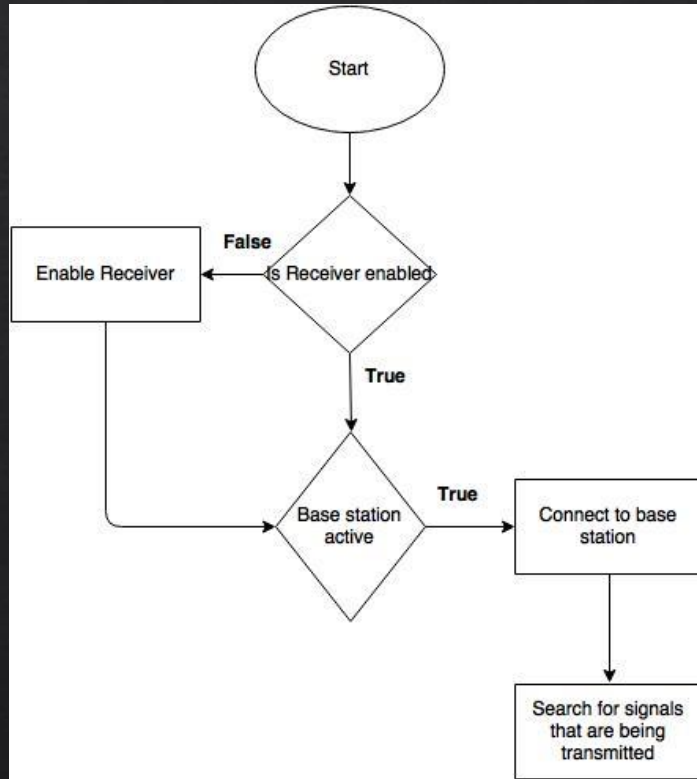 Start
False
Enable Receiver
Is Receiver enabled
True
True
Base station
active
Connect to base
station
Search for signals
that are being
transmitted